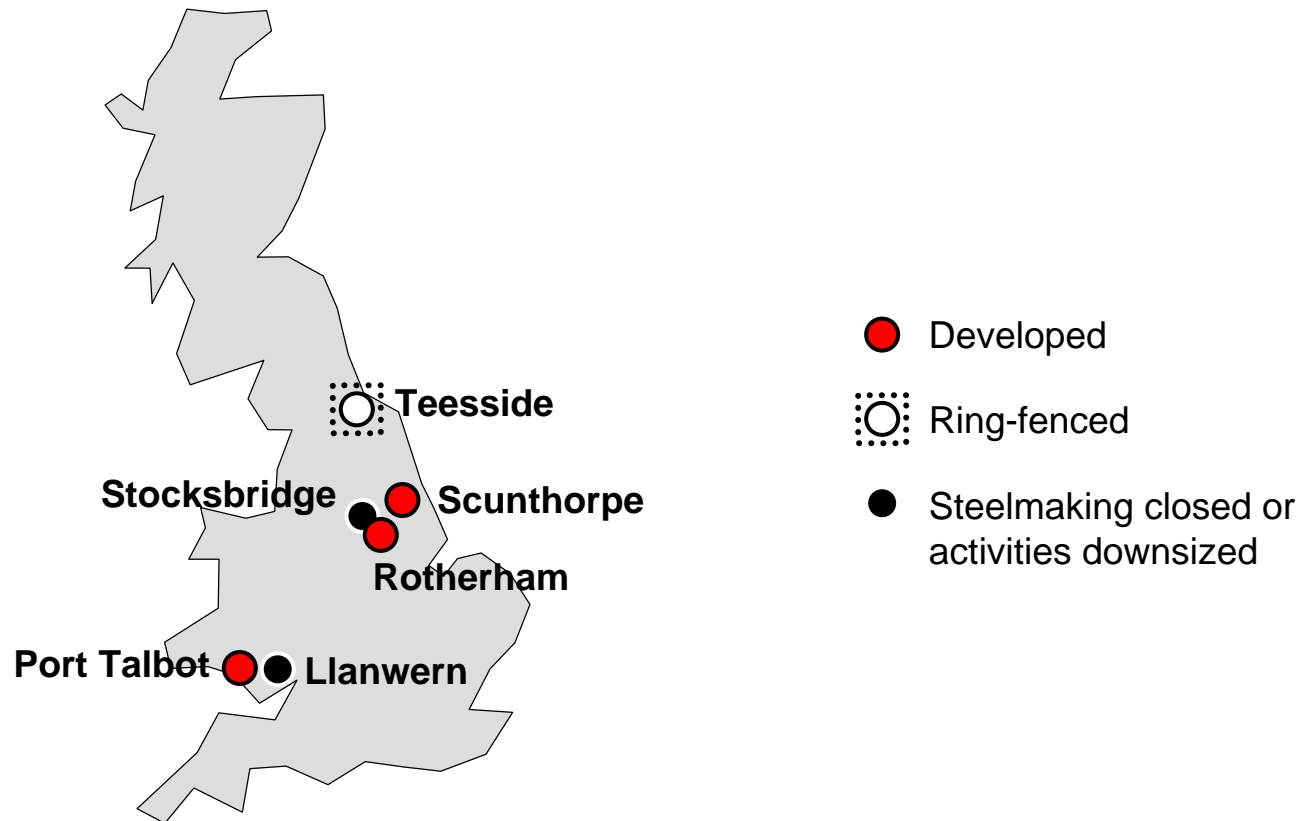 Developed
Teesside
Ring-fenced
Stocksbridge
Scunthorpe
Steelmaking closed or
activities downsized
Rotherham
Port Talbot
Llanwern